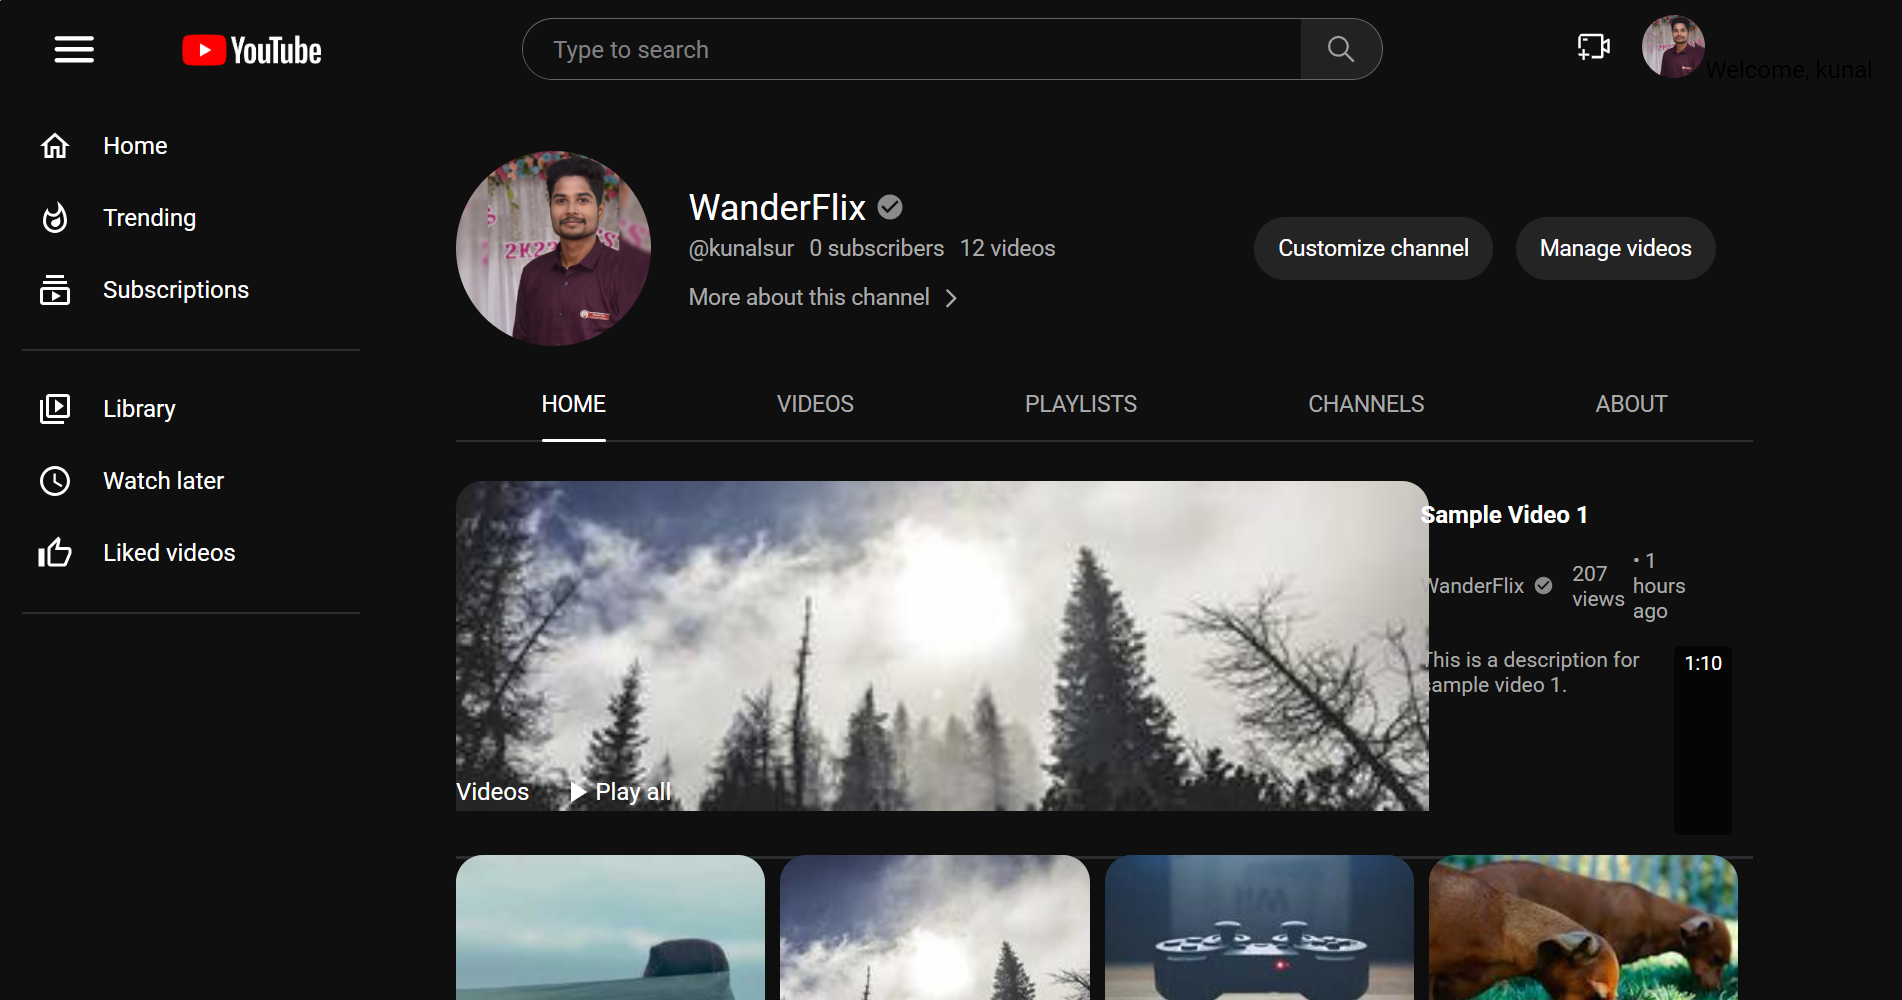 YouTube
Type to search
Welcome, kunal
Home
Trending
Subscriptions
Library
Watch later
Liked videos
2K22
WanderFlix
@kunalsur 0 subscribers 12 videos
More about this channel
Customize channel
Manage videos
HOME VIDEOS PLAYLISTS CHANNELS ABOUT
Sample Video 1
WanderFlix
207
views
• 1
hours
ago
This is a description for
sample video 1.
1:10
Videos
Play all